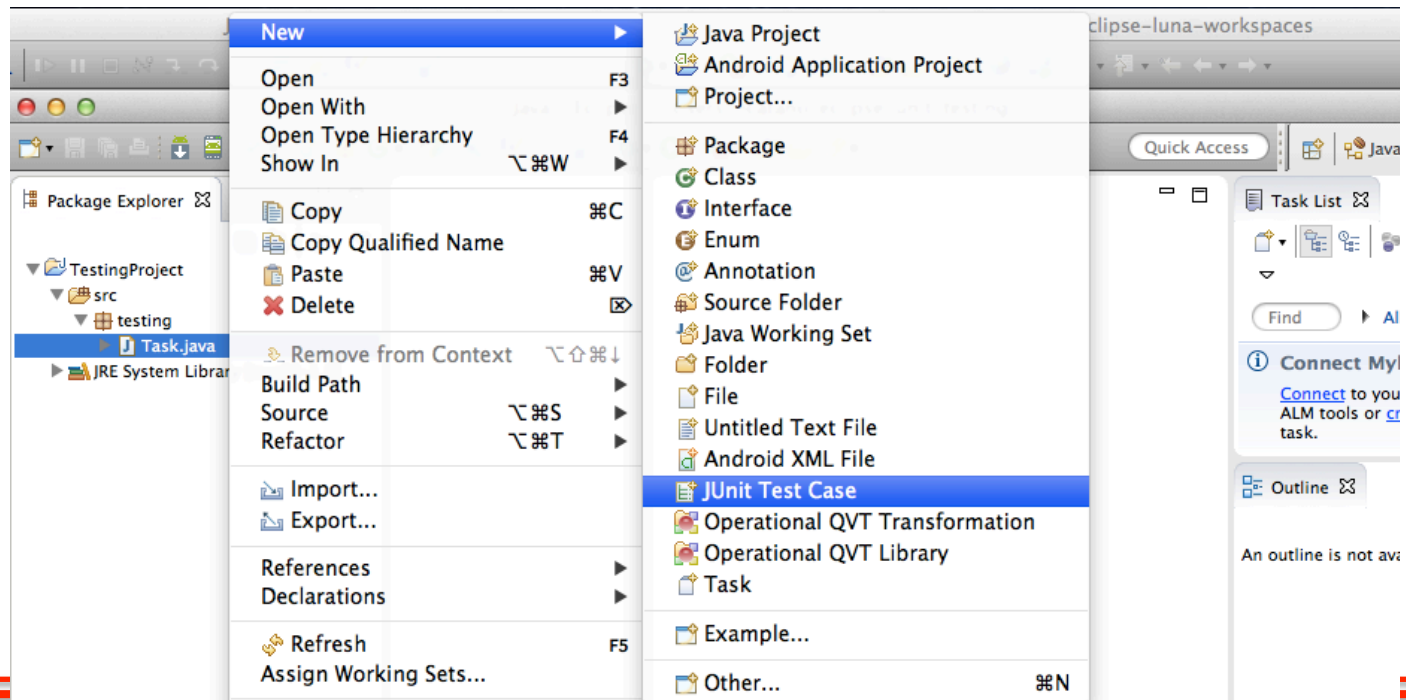 clipse-luna-workspaces
New
Open F3
Open With
Open Type Hierarchy F4
Show In ⌥⌘W
Copy ⌘C
Copy Qualified Name
Paste ⌘V
Delete ⌦
Remove from Context ⌥⇧⌘↓
Build Path
Source ⌥⌘S
Refactor ⌥⌘T
Import...
Export...
References
Declarations
Refresh F5
Assign Working Sets...
Java Project
Android Application Project
Project...
Package
Class
Interface
Enum
Annotation
Source Folder
Java Working Set
Folder
File
Untitled Text File
Android XML File
JUnit Test Case
Operational QVT Transformation
Operational QVT Library
Task
Example...
Other... ⌘N
Package Explorer
TestingProject
src
testing
Task.java
JRE System Librar
Quick Access
Java
Task List
Find
Al
Connect Myl
Connect to you
ALM tools or cr
task.
Outline
An outline is not ava